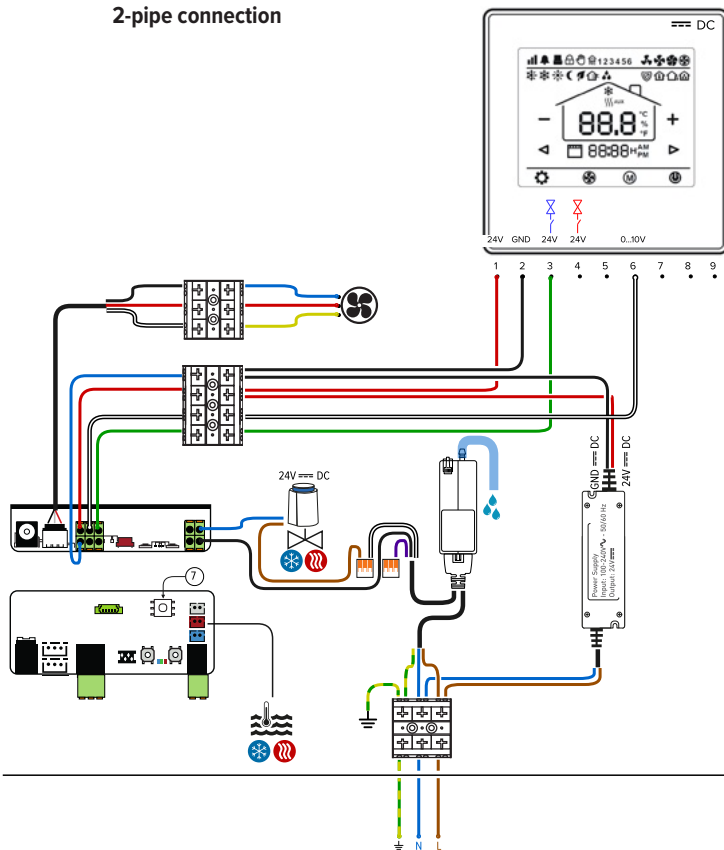 2-pipe connection
DC
123456
AUX
88.8
°C
%
°F
88:88 H AM PM
M
24V GND 24V 24V 0...10V
1 2 3 4 5 6 7 8 9
24V DC
GND DC
24V DC
Power Supply
Input: 100-240V - 50/60 Hz
Output: 24V
7
N L